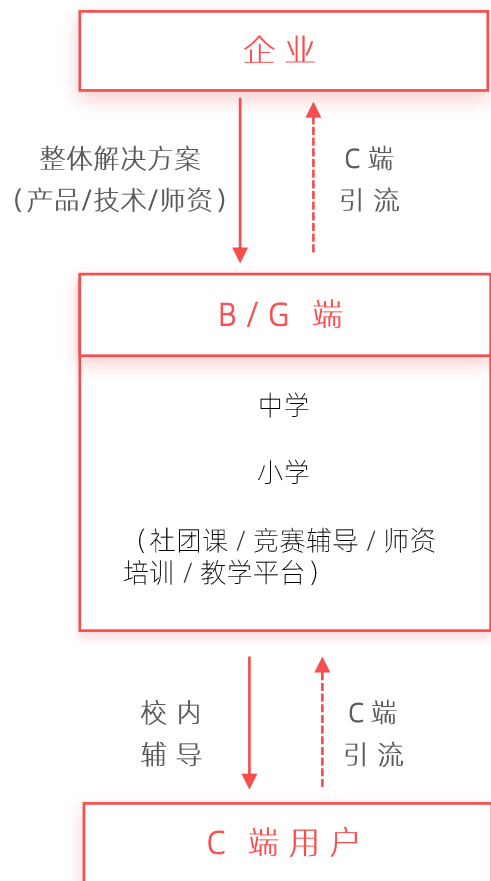 企业
整体解决方案
（产品/技术/师资）
C端
引流
B/G 端
中学
小学
（社团课 / 竞赛辅导 / 师资
培训 / 教学平台）
校内
辅导
C端
引流
C 端用户